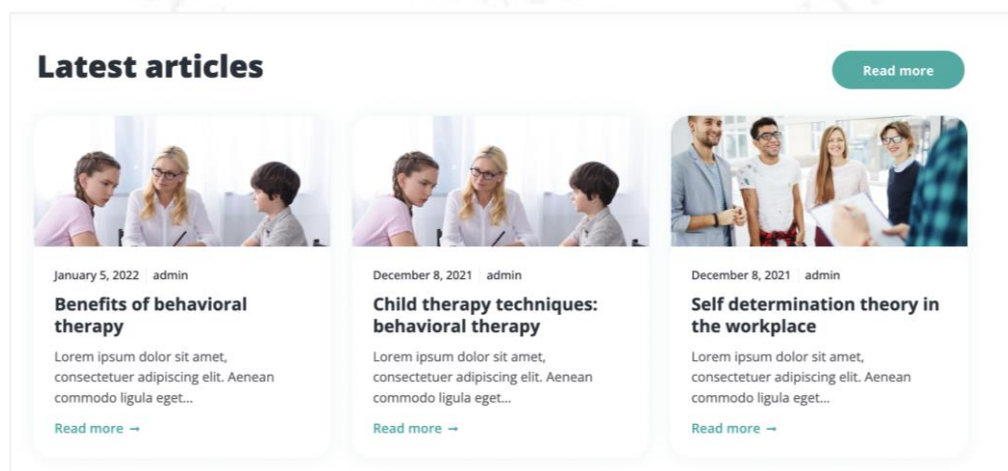 Latest articles
Read more
January 5, 2022 admin
Benefits of behavioral
therapy
Lorem ipsum dolor sit amet,
consectetuer adipiscing elit. Aenean
commodo ligula eget...
Read more →
December 8, 2021 admin
Child therapy techniques:
behavioral therapy
Lorem ipsum dolor sit amet,
consectetuer adipiscing elit. Aenean
commodo ligula eget...
Read more →
December 8, 2021 admin
Self determination theory in
the workplace
Lorem ipsum dolor sit amet,
consectetuer adipiscing elit. Aenean
commodo ligula eget...
Read more →